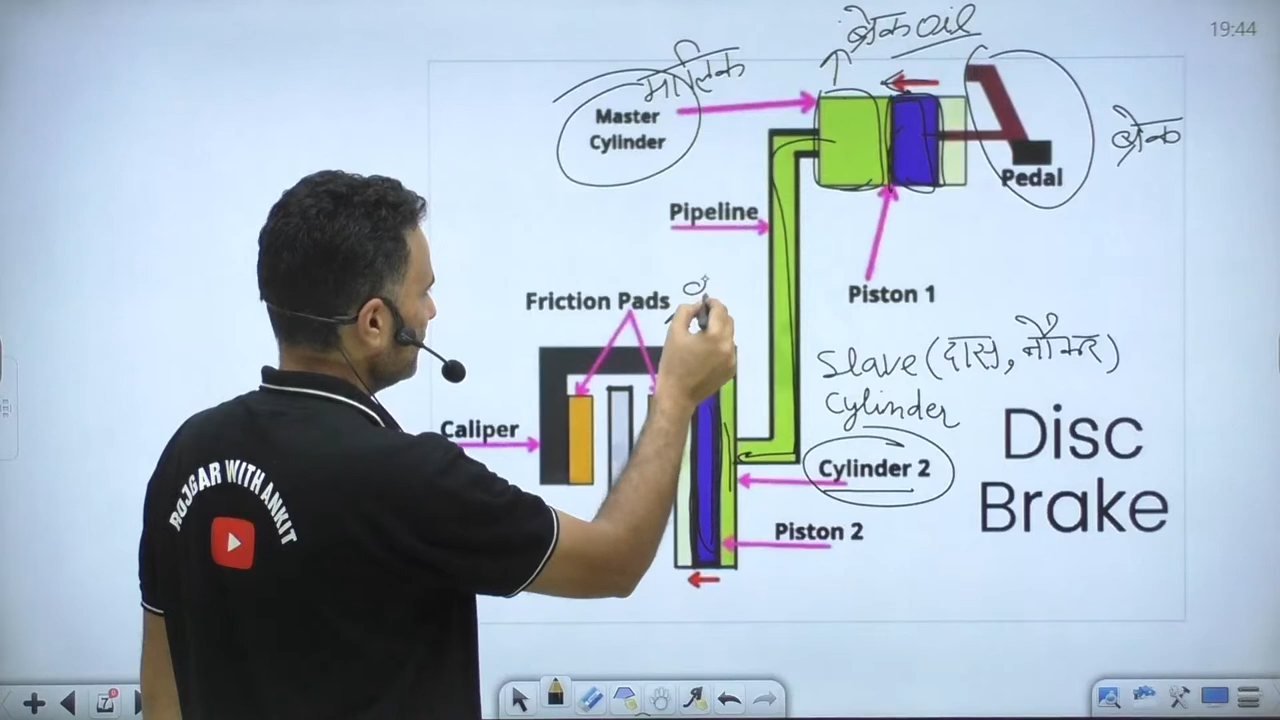 19:44
ब्रेक oil
मालिक
Master
Cylinder
ब्रेक
Pedal
Pipeline
Piston 1
Friction Pads
Slave (दास, नौकर)
Cylinder
Disc
Brake
Caliper
Cylinder 2
Piston 2
ROJGAR WITH ANKIT